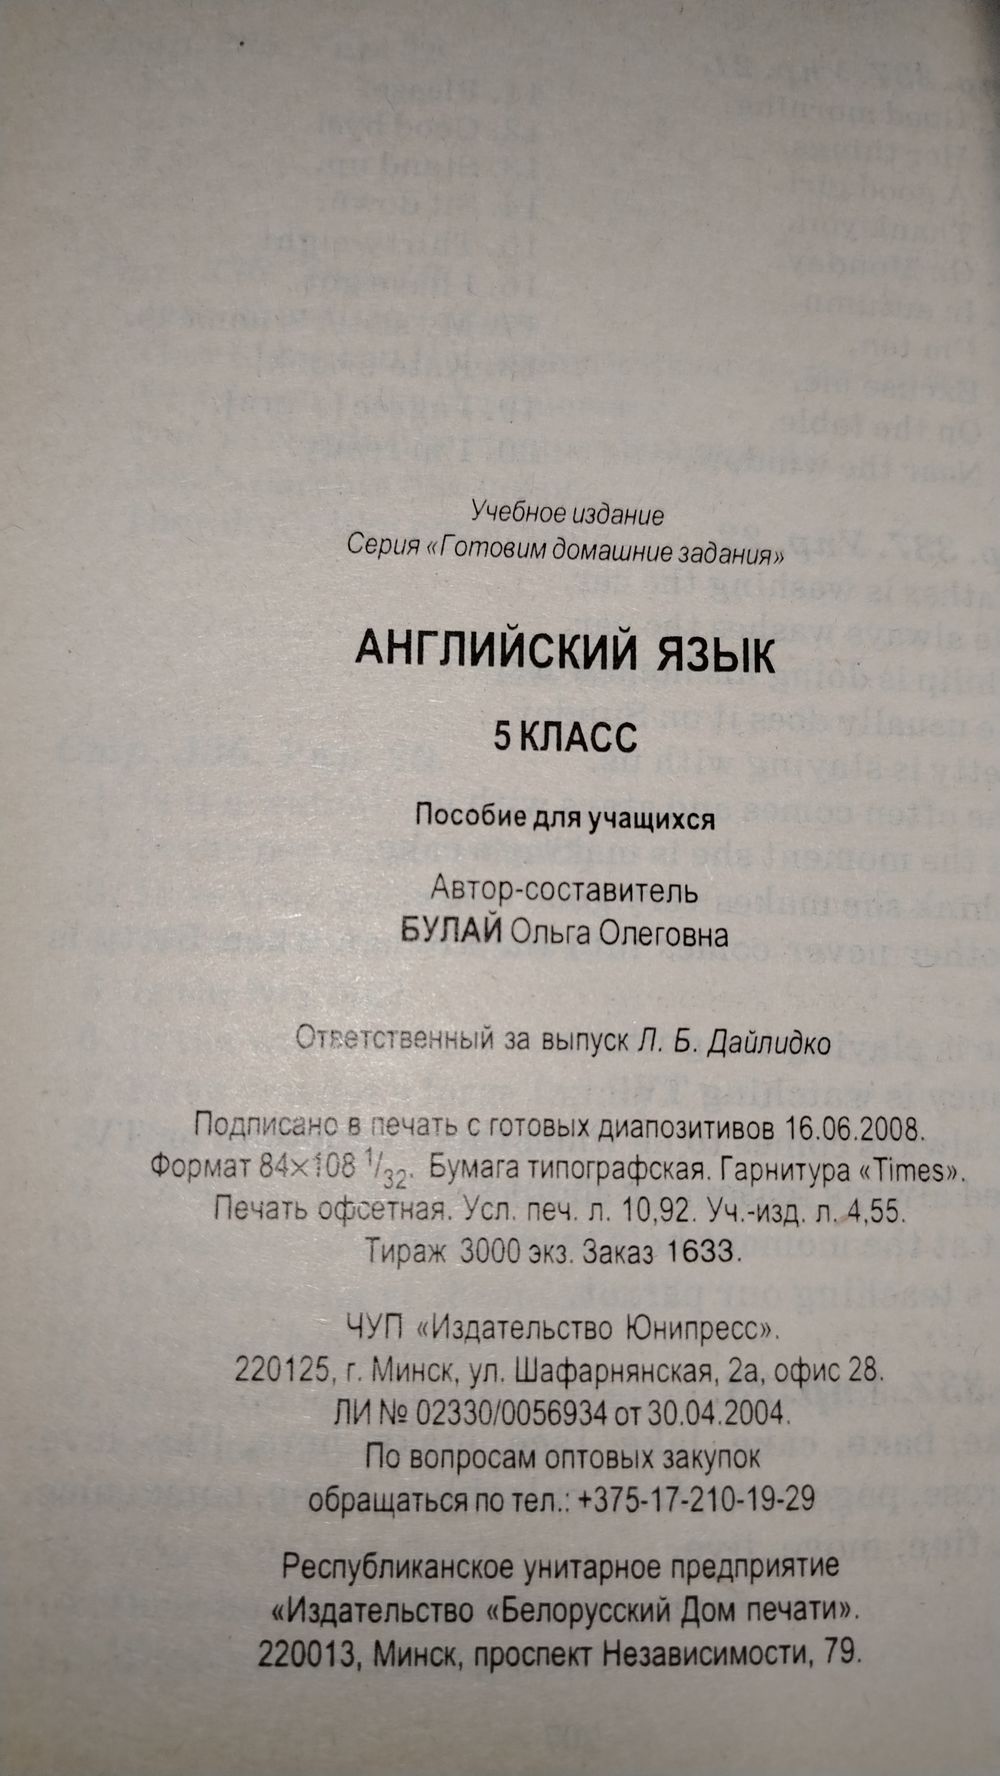 Учебное издание
Серия «Готовим домашние задания»
АНГЛИЙСКИЙ ЯЗЫК
5 КЛАСС
Пособие для учащихся
Автор-составитель
БУЛАЙ Ольга Олеговна
Ответственный за выпуск Л. Б. Дайлидко
Подписано в печать с готовых диапозитивов 16.06.2008.
Формат 84×108 1/32. Бумага типографская. Гарнитура «Times».
Печать офсетная. Усл. печ. л. 10,92. Уч.-изд. л. 4,55.
Тираж 3000 экз. Заказ 1633.
ЧУП «Издательство Юнипресс».
220125, г. Минск, ул. Шафарнянская, 2а, офис 28.
ЛИ № 02330/0056934 от 30.04.2004.
По вопросам оптовых закупок
обращаться по тел.: +375-17-210-19-29
Республиканское унитарное предприятие
«Издательство «Белорусский Дом печати».
220013, Минск, проспект Независимости, 79.